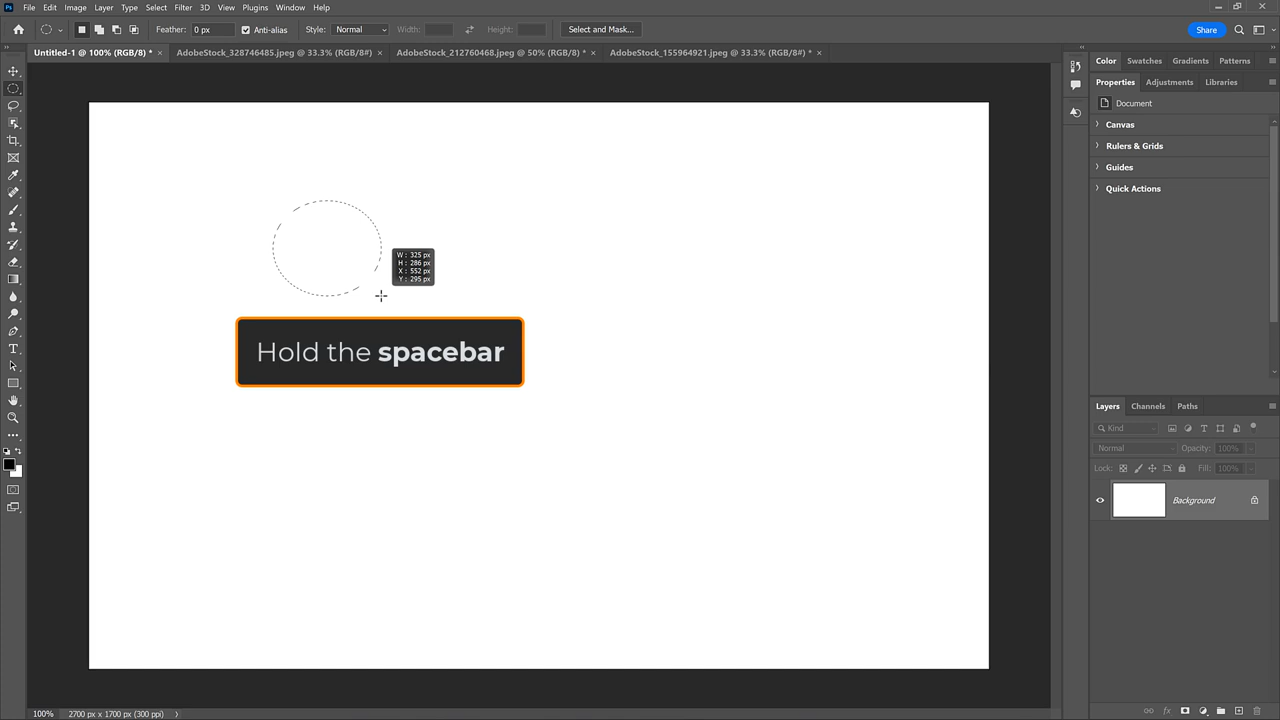 Ps File Edit Image Layer Type Select Filter 3D View Plugins Window Help
Feather: 0 px Anti-alias Style: Normal Width: Height: Select and Mask... Share
Untitled-1 @ 100% (RGB/8) * × AdobeStock_328746485.jpeg @ 33.3% (RGB/8#) × AdobeStock_212760468.jpeg @ 50% (RGB/8) * × AdobeStock_155964921.jpeg @ 33.3% (RGB/8#) * ×
Color Swatches Gradients Patterns
Properties Adjustments Libraries
Document
Canvas
Rulers & Grids
Guides
Quick Actions
W : 325 px
H : 286 px
X : 552 px
Y : 295 px
Hold the spacebar
Layers Channels Paths
Kind
Normal Opacity: 100%
Lock: Fill: 100%
Background
100% 2700 px x 1700 px (300 ppi)
fx